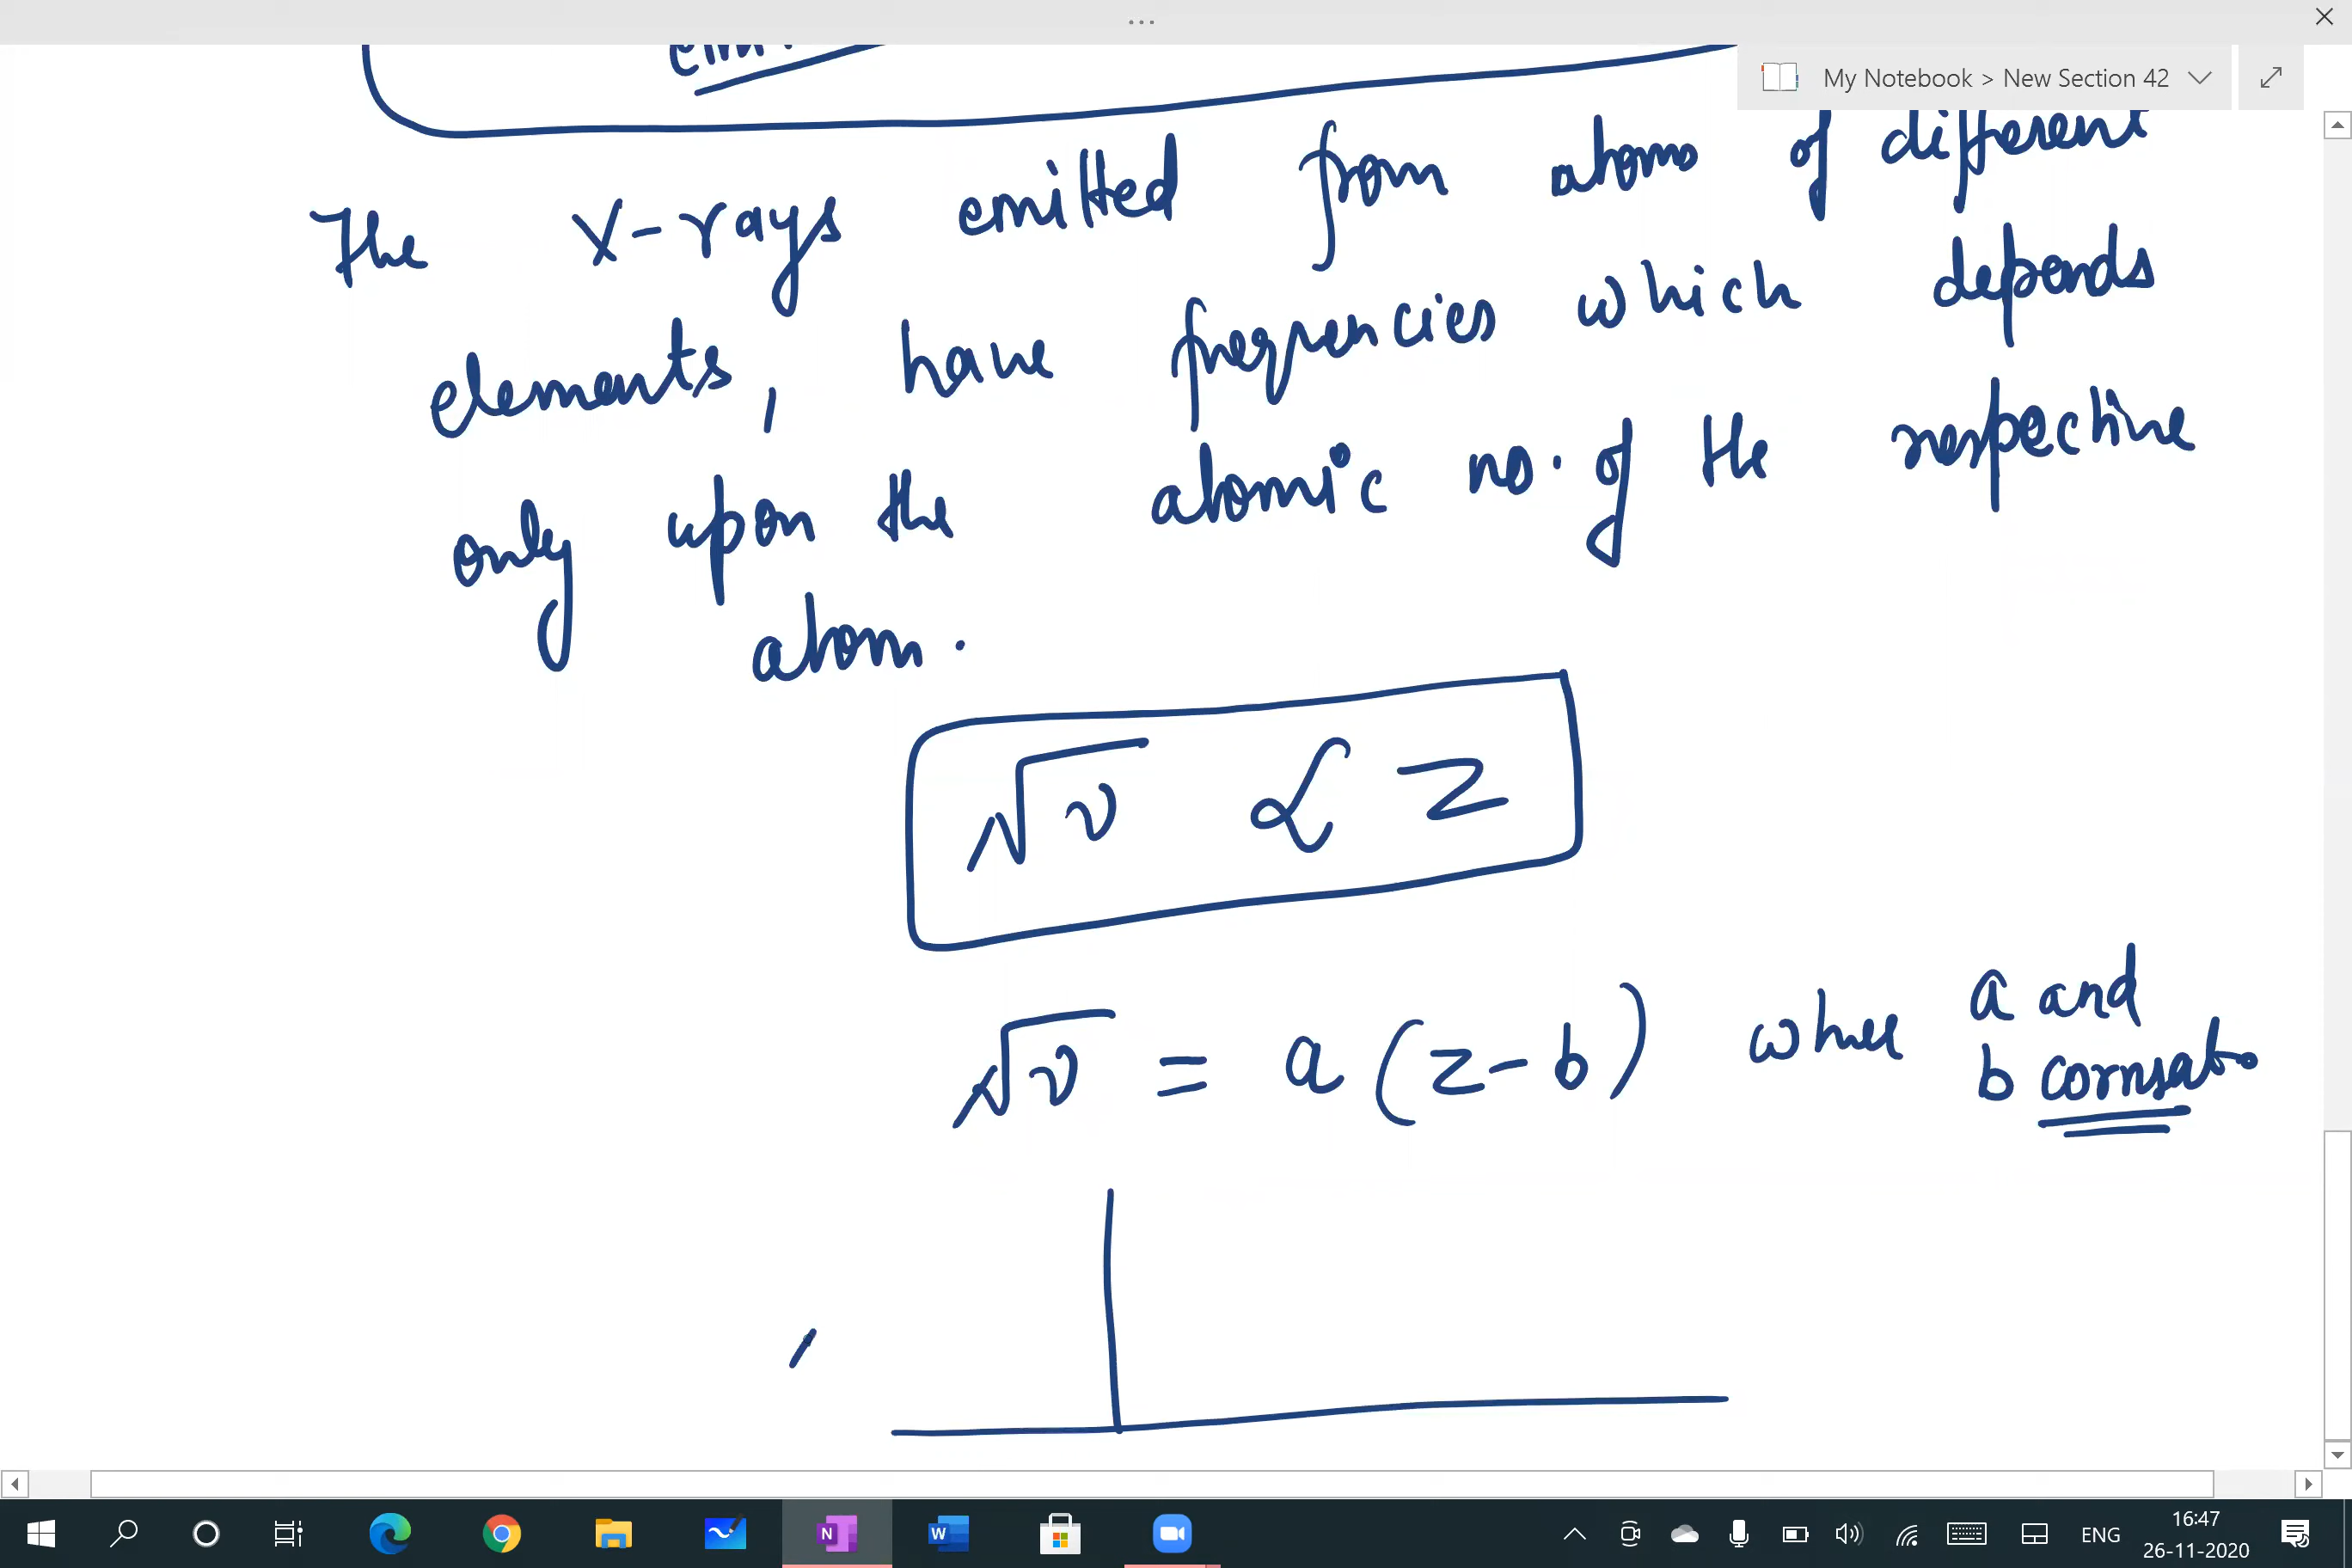 ...
My Notebook > New Section 42
The X-rays emitted from atoms of different
elements, have frequencies which depends
only upon the atomic no. of the respective
atom.
√ν ∝ Z
√ν = a(z-b) where a and
b
N
W
ENG
16:47
26-11-2020